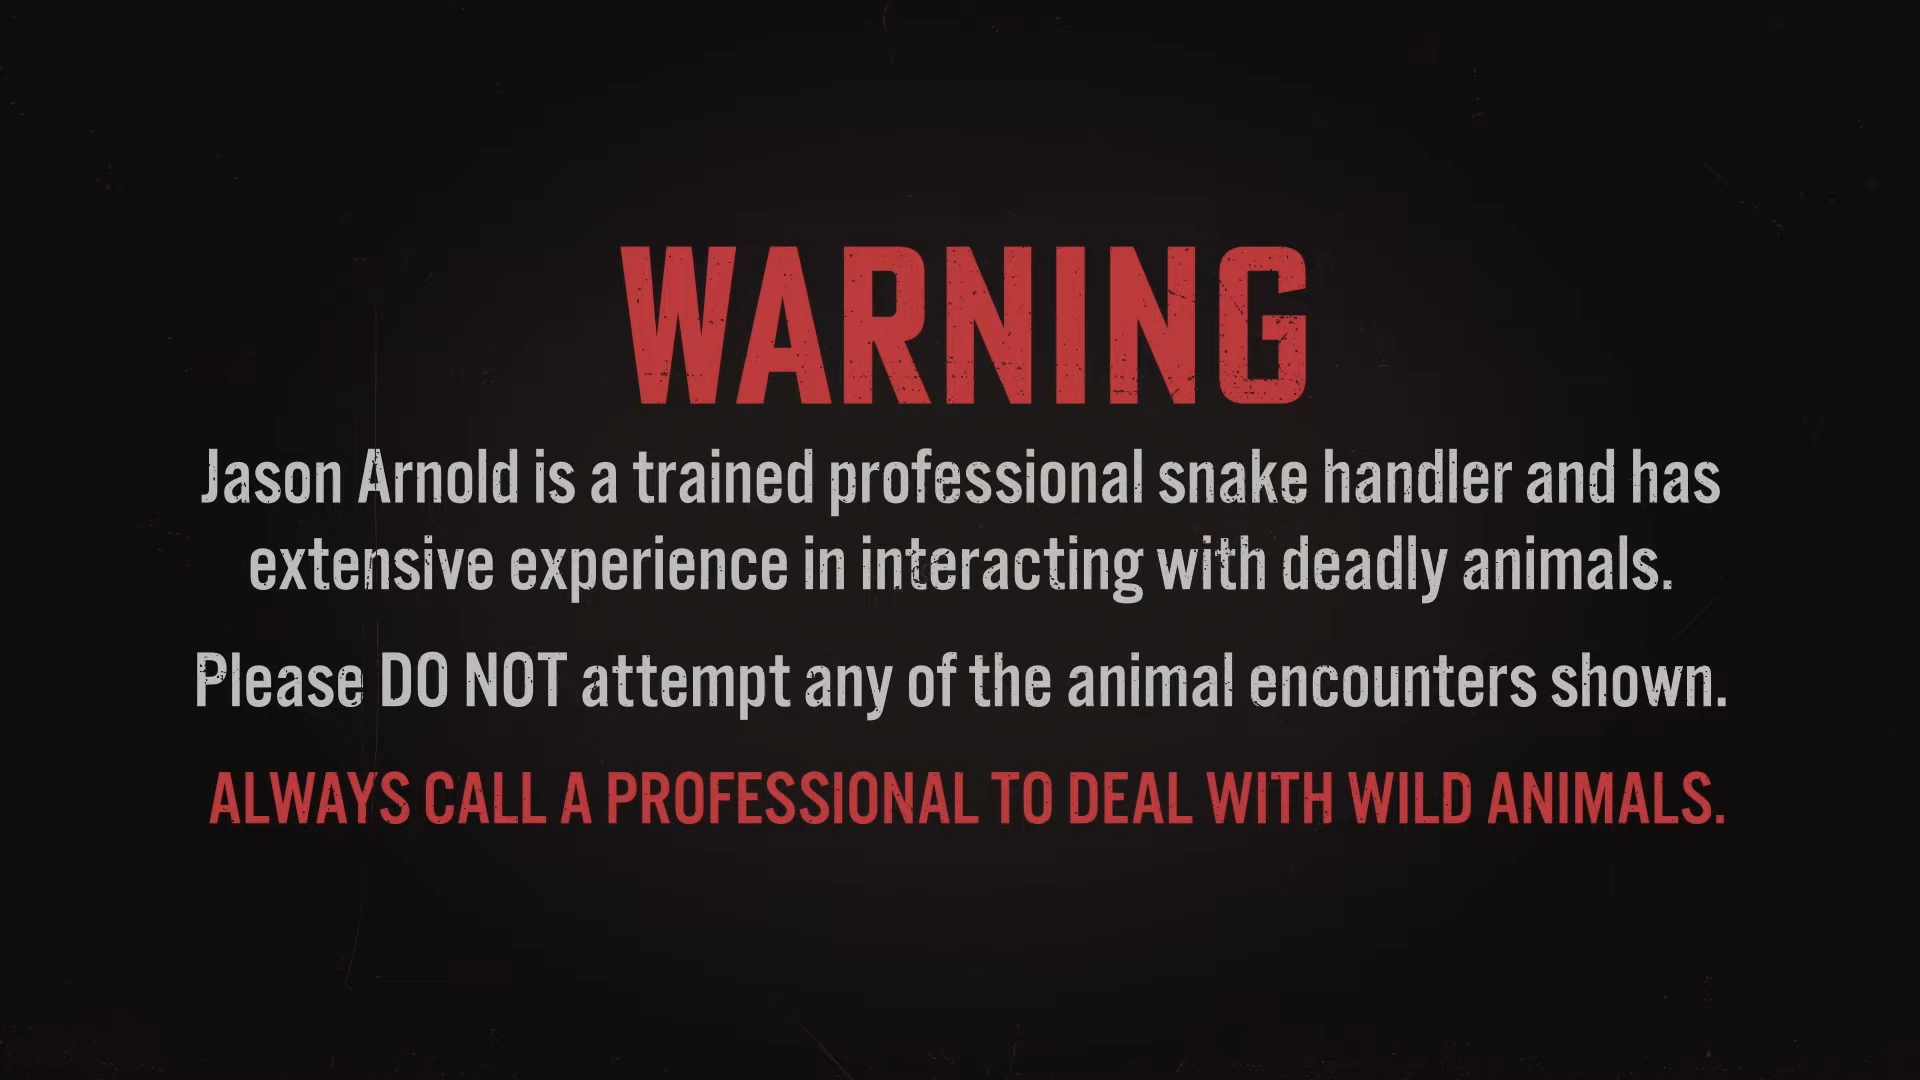 WARNING
Jason Arnold is a trained professional snake handler and has
extensive experience in interacting with deadly animals.
Please DO NOT attempt any of the animal encounters shown.
ALWAYS CALL A PROFESSIONAL TO DEAL WITH WILD ANIMALS.